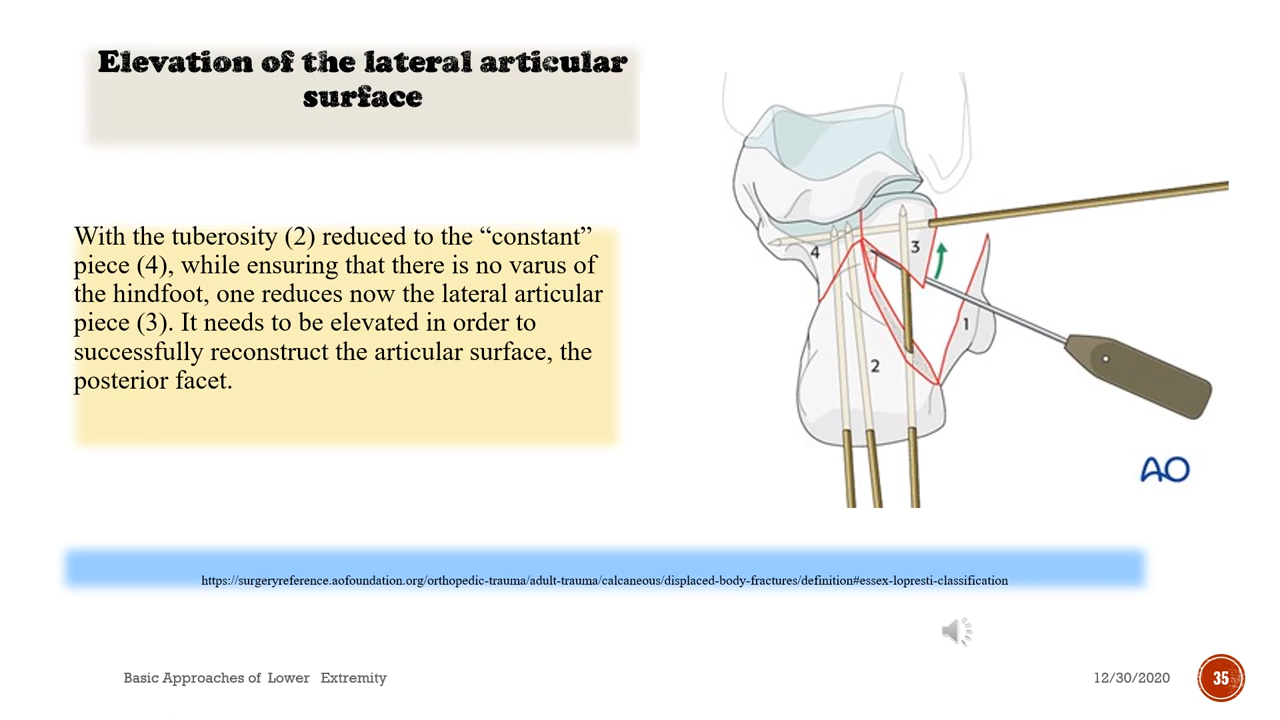 Elevation of the lateral articular
surface
With the tuberosity (2) reduced to the “constant”
piece (4), while ensuring that there is no varus of
the hindfoot, one reduces now the lateral articular
piece (3). It needs to be elevated in order to
successfully reconstruct the articular surface, the
posterior facet.
4
3
1
2
AO
https://surgeryreference.aofoundation.org/orthopedic-trauma/adult-trauma/calcaneous/displaced-body-fractures/definition#essex-lopresti-classification
Basic Approaches of Lower Extremity
12/30/2020
35